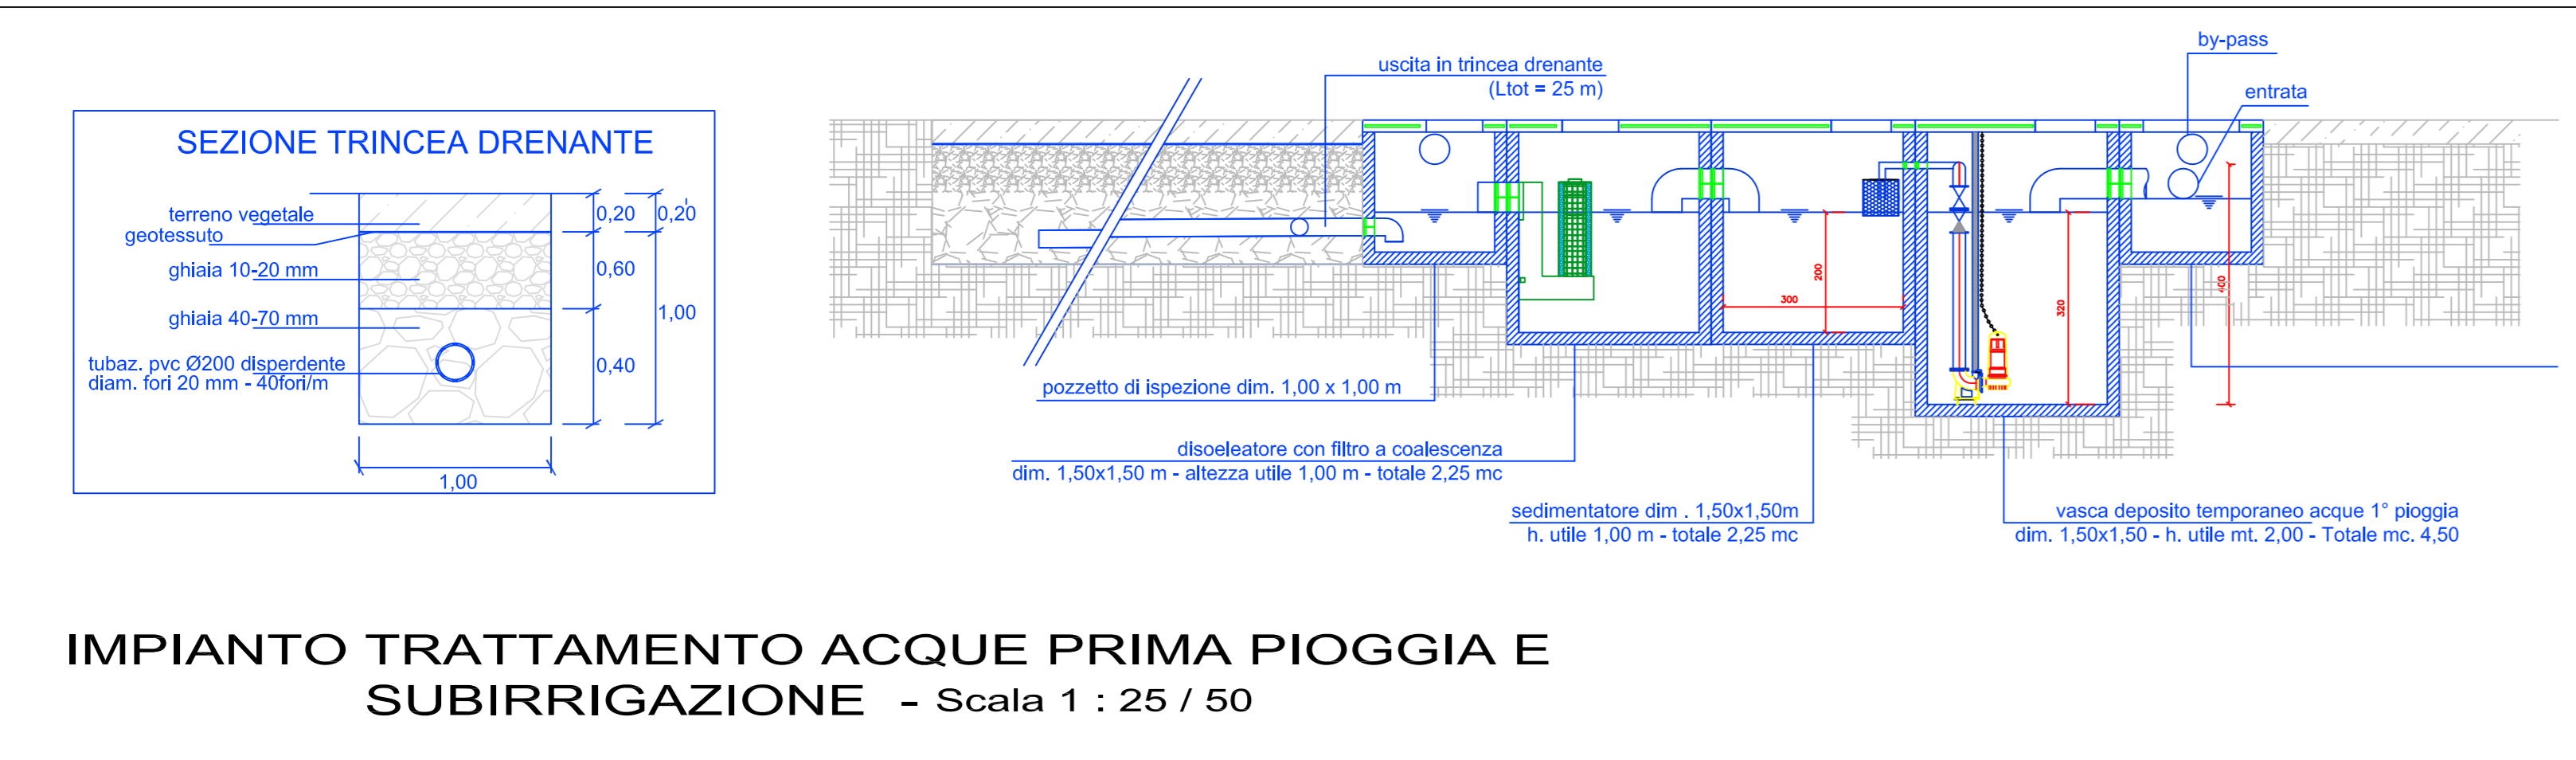 SEZIONE TRINCEA DRENANTE
terreno vegetale
geotessuto
ghiaia 10-20 mm
ghiaia 40-70 mm
tubaz. pvc Ø200 disperdente
diam. fori 20 mm - 40fori/m
0,20
0,20
0,60
1,00
0,40
1,00
uscita in trincea drenante
(Ltot = 25 m)
by-pass
entrata
200
300
320
400
pozzetto di ispezione dim. 1,00 x 1,00 m
disoeleatore con filtro a coalescenza
dim. 1,50x1,50 m - altezza utile 1,00 m - totale 2,25 mc
sedimentatore dim . 1,50x1,50m
h. utile 1,00 m - totale 2,25 mc
vasca deposito temporaneo acque 1° pioggia
dim. 1,50x1,50 - h. utile mt. 2,00 - Totale mc. 4,50
IMPIANTO TRATTAMENTO ACQUE PRIMA PIOGGIA E
SUBIRRIGAZIONE - Scala 1 : 25 / 50